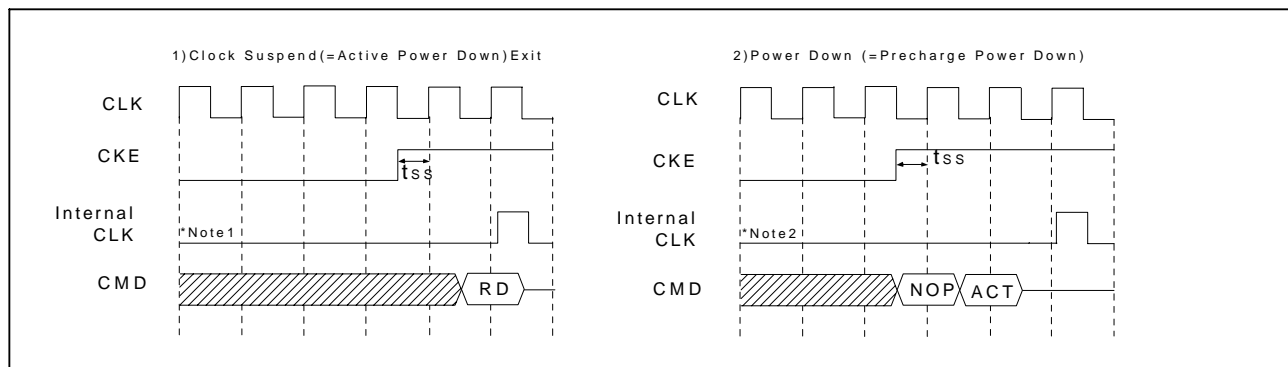 1)Clock Suspend(=Active Power Down)Exit
CLK
CKE
tss
Internal
CLK
*Note1
CMD
RD
2)Power Down (=Precharge Power Down)
CLK
CKE
tss
Internal
CLK
*Note2
CMD
NOP
ACT